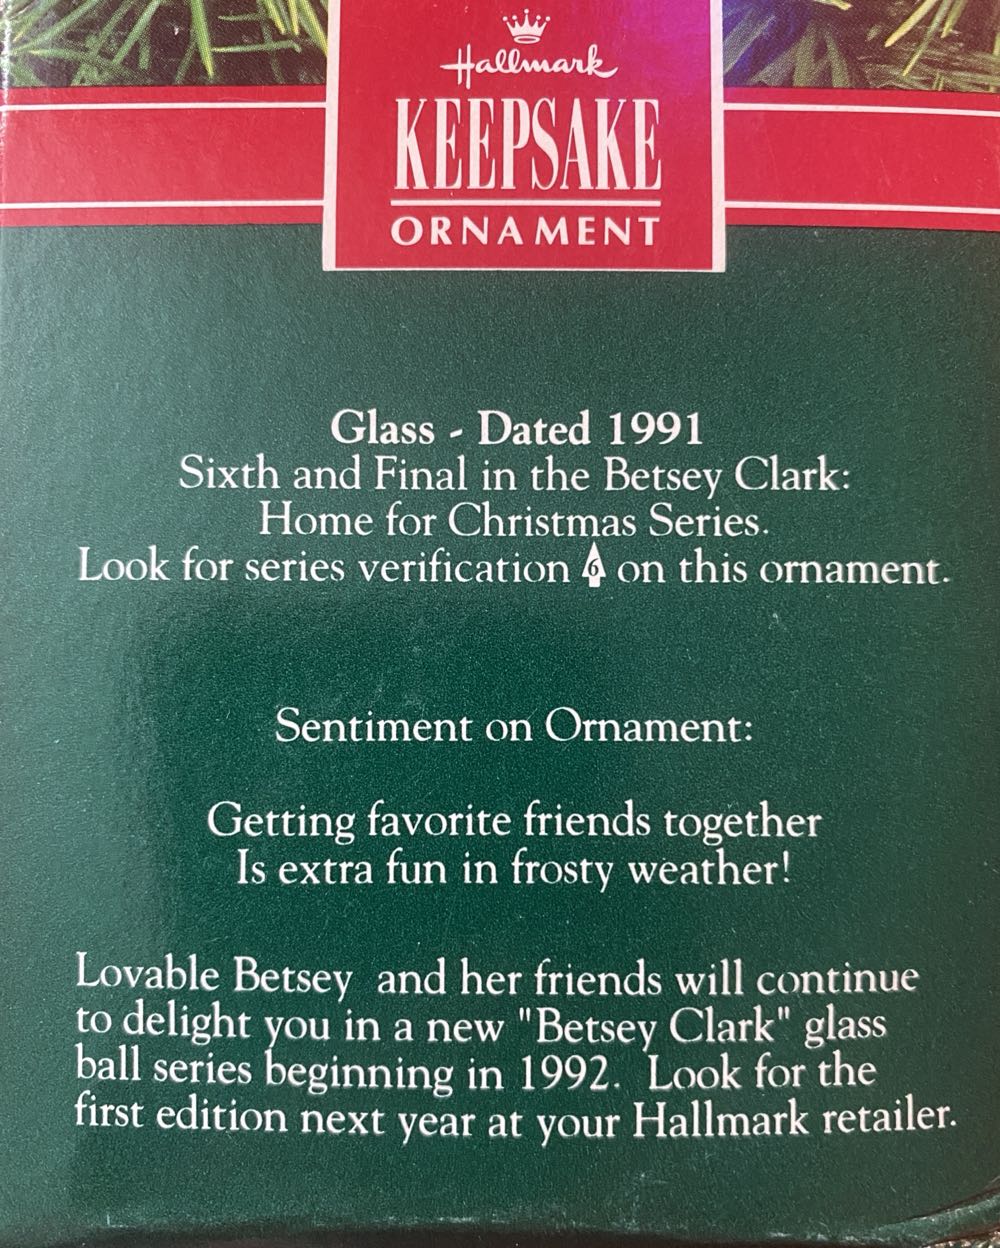 Hallmark
KEEPSAKE
ORNAMENT
Glass - Dated 1991
Sixth and Final in the Betsey Clark:
Home for Christmas Series.
Look for series verification 6 on this ornament.
Sentiment on Ornament:
Getting favorite friends together
Is extra fun in frosty weather!
Lovable Betsey and her friends will continue
to delight you in a new "Betsey Clark" glass
ball series beginning in 1992. Look for the
first edition next year at your Hallmark retailer.